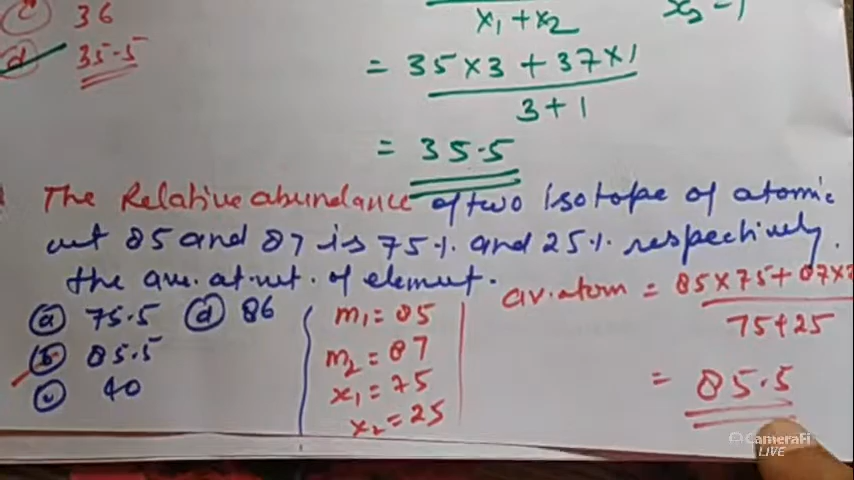 c 36
d 35.5
x₁+x₂
x₂=1
= 35×3 + 37×1
3+1
= 35.5
The Relative abundance of two isotope of atomic
wt 85 and 87 is 75%. and 25%. respectively.
the av. at. wt. of element.
(a) 75.5 (d) 86
(b) 85.5
(c) 40
m₁= 85
m₂= 87
x₁= 75
x₂= 25
av. atom = 85×75+ 87×2
75+25
= 85.5
CameraFi
LIVE